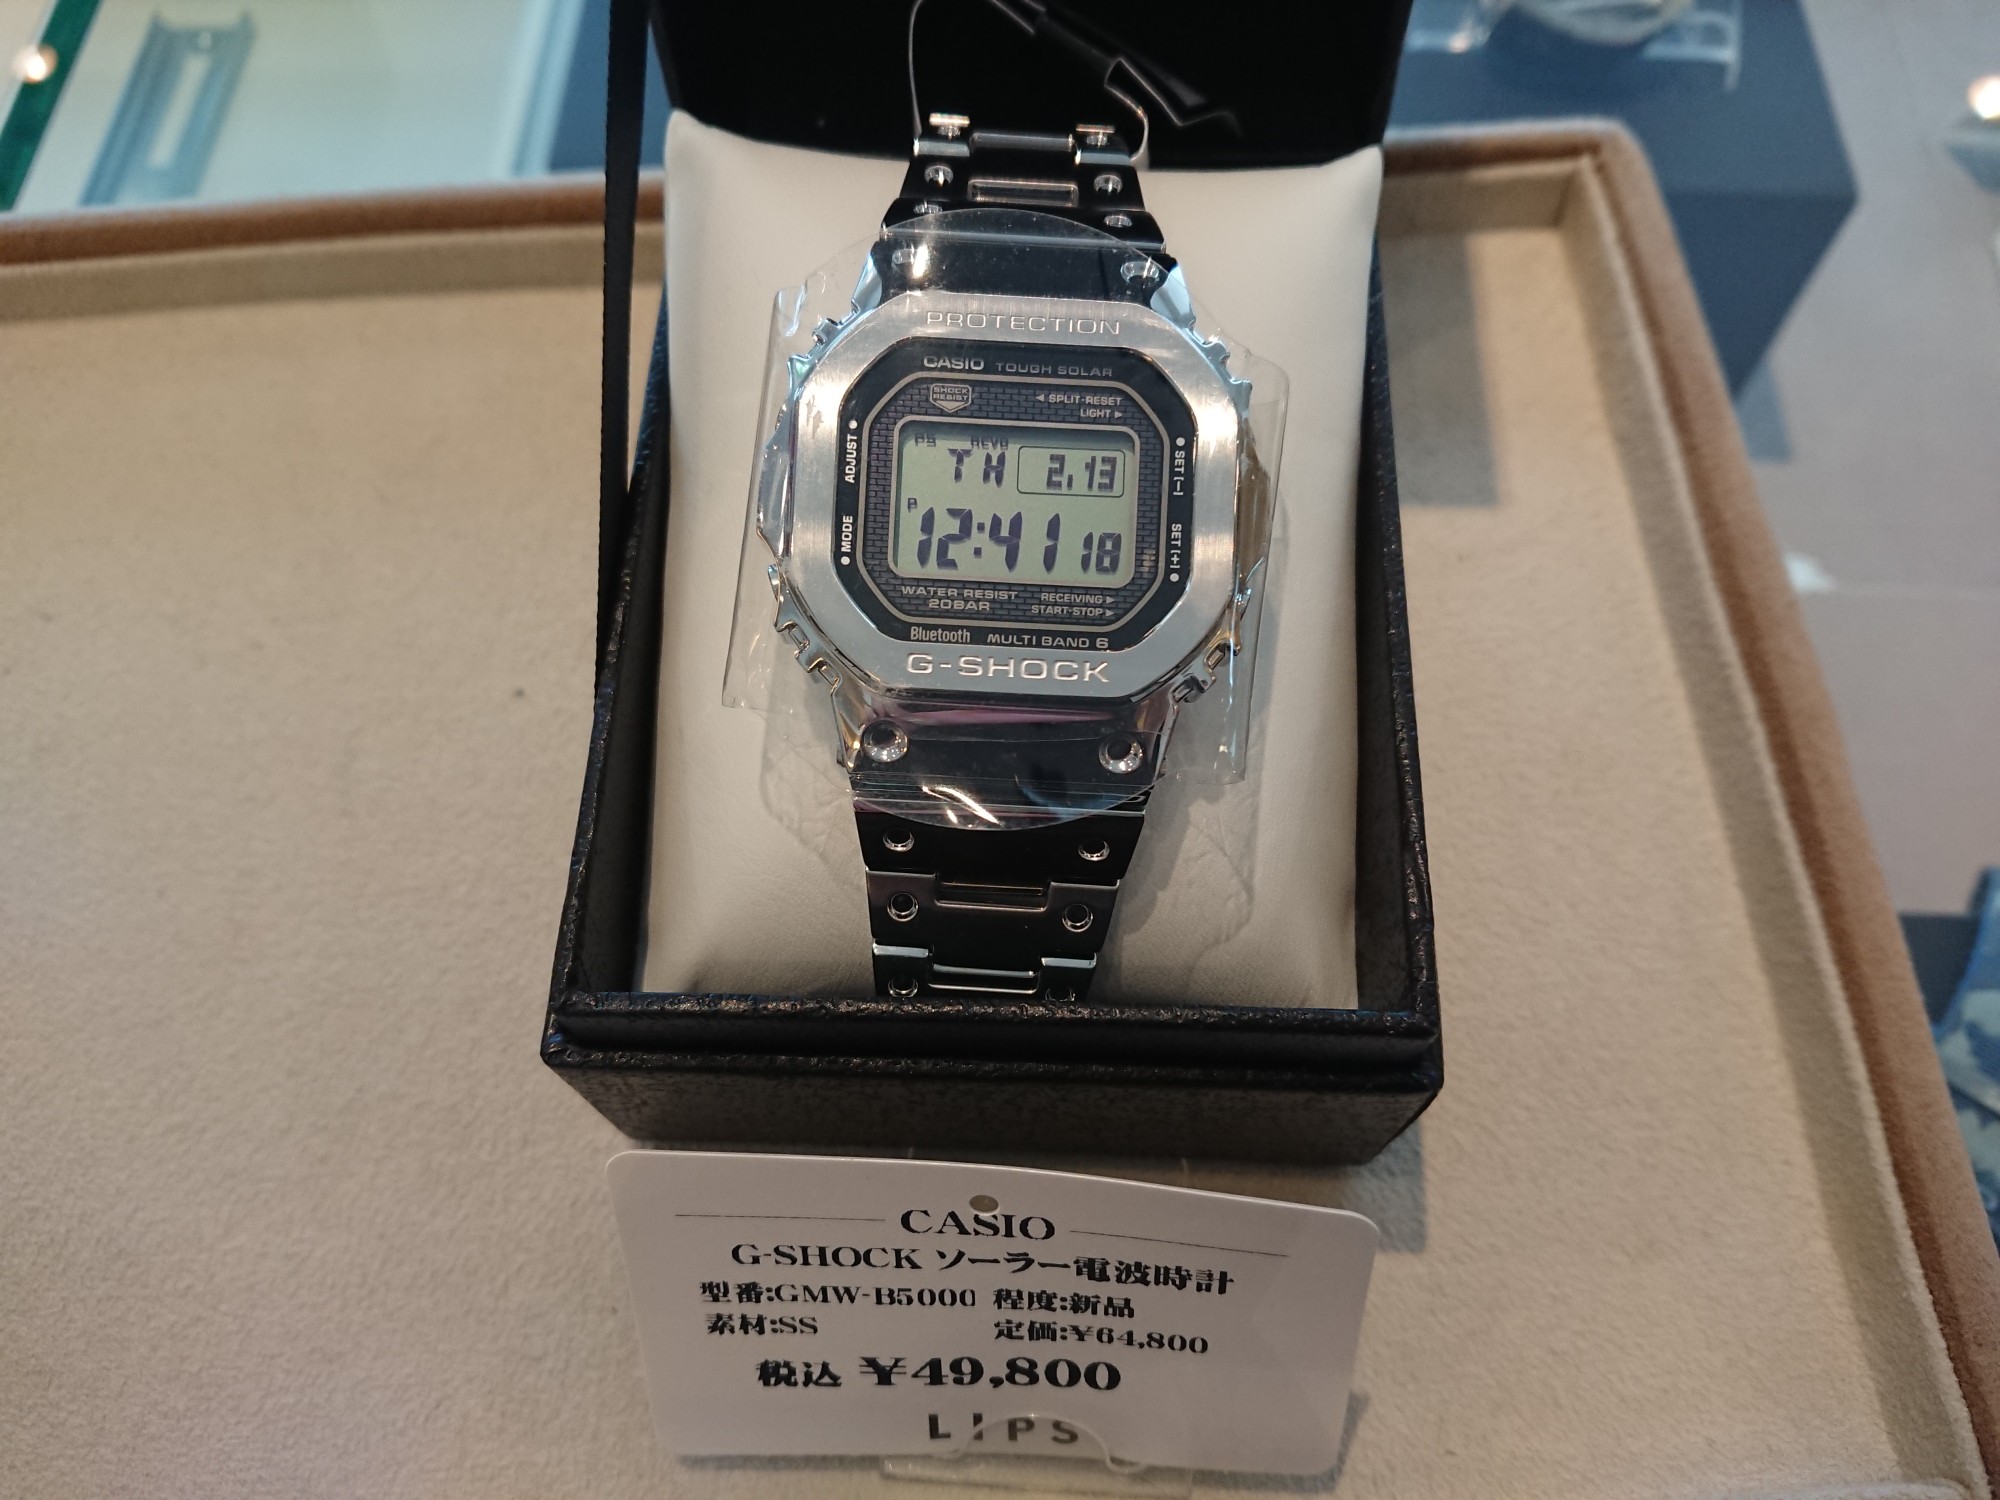 PROTECTION
CASIO TOUGH SOLAR
SHOCK
RESIST
◀ SPLIT-RESET
LIGHT ▶
ADJUST
MODE
SET [−]
SET [+]
TH 2.13
P
12:41 18
WATER RESIST
20BAR
RECEIVING ▶
START·STOP ▶
Bluetooth MULTI BAND 6
G-SHOCK
CASIO
G-SHOCK ソーラー電波時計
型番:GMW-B5000 程度:新品
素材:SS 定価:¥64,800
税込 ¥49,800
LIPS